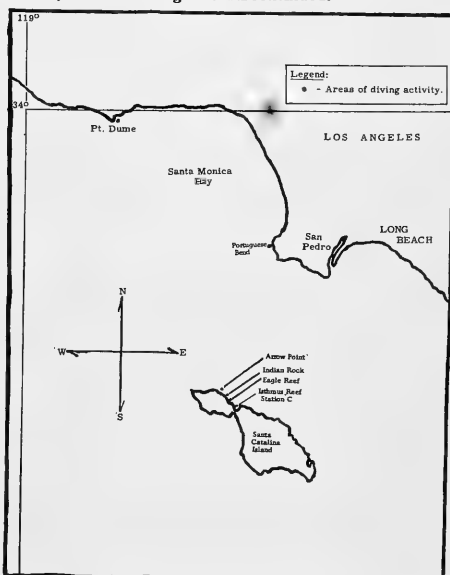 119°
Legend:
• - Areas of diving activity.
34°
Pt. Dume
LOS ANGELES
Santa Monica
Bay
Portuguese
Bend
San
Pedro
LONG
BEACH
N
W
E
S
Arrow Point
Indian Rock
Eagle Reef
Isthmus Reef
Station C
Santa
Catalina
Island